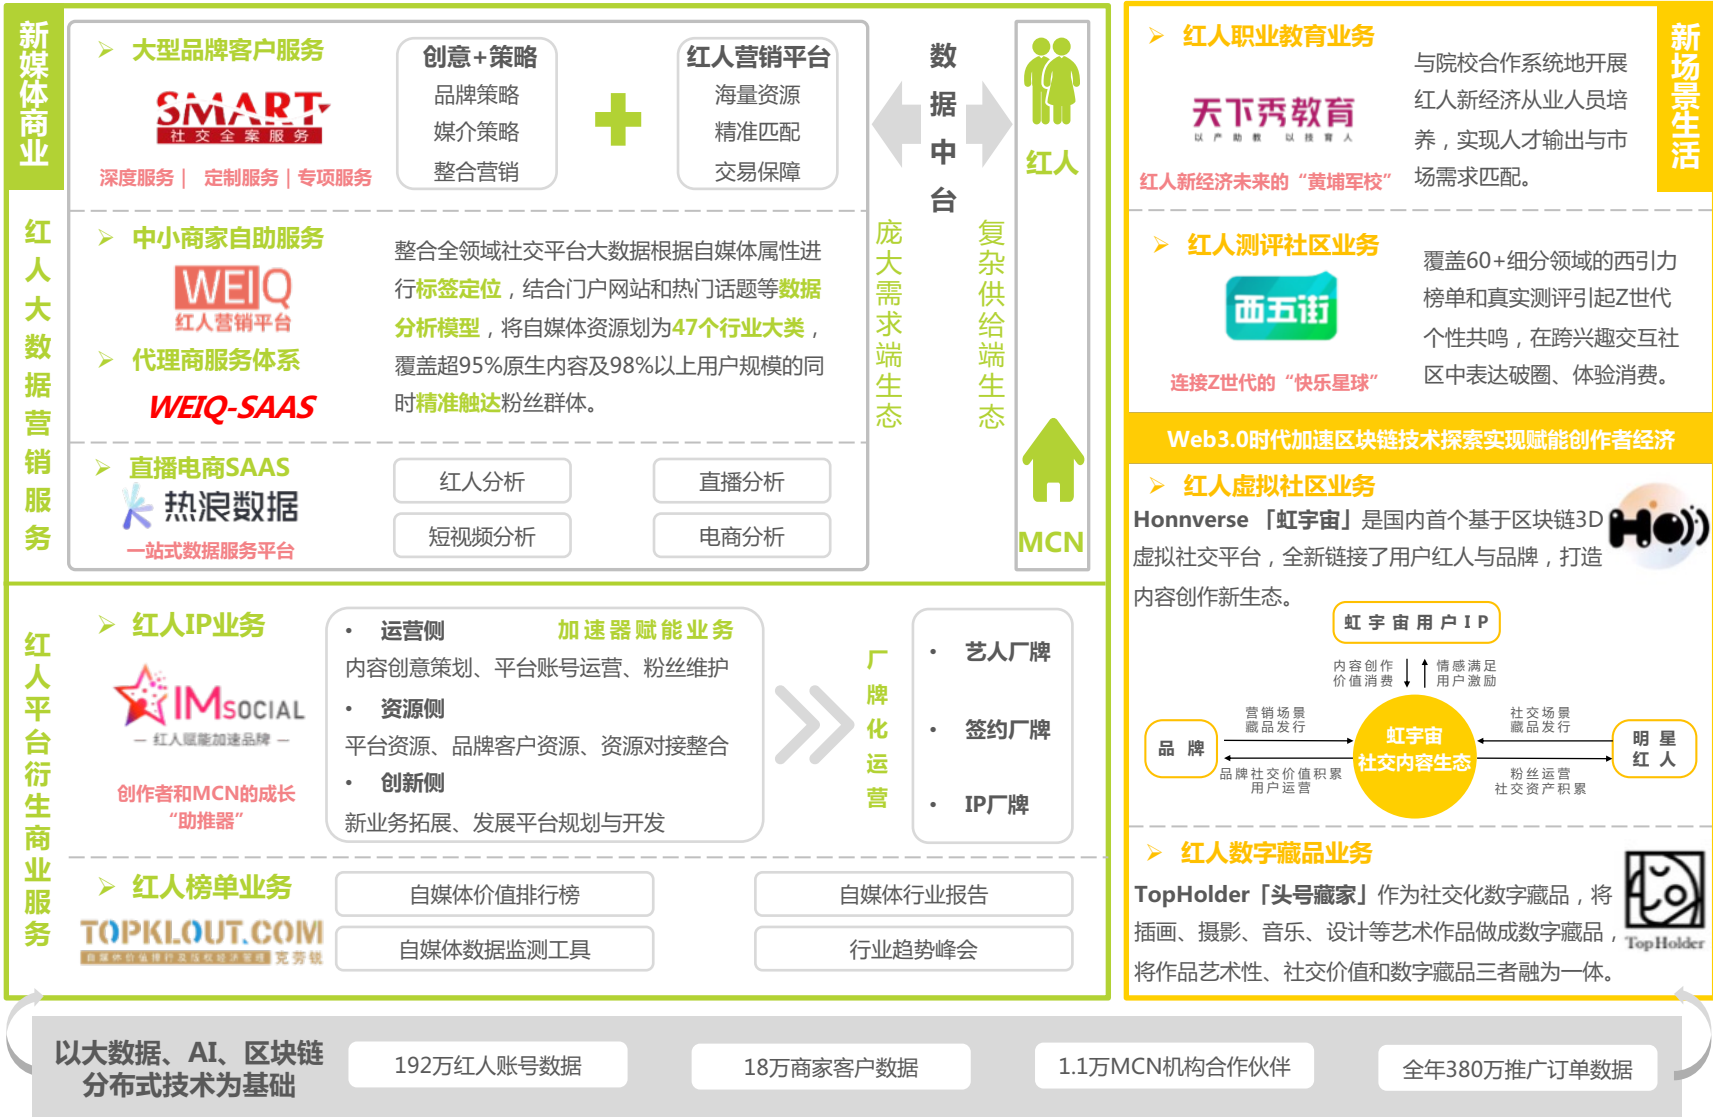 新媒体商业
红人大数据营销服务
大型品牌客户服务
SMART
社交全案服务
深度服务｜ 定制服务｜专项服务
创意+策略
品牌策略
媒介策略
整合营销
红人营销平台
海量资源
精准匹配
交易保障
中小商家自助服务
WEIQ
红人营销平台
代理商服务体系
WEIQ-SAAS
整合全领域社交平台大数据根据自媒体属性进
行标签定位，结合门户网站和热门话题等数据
分析模型，将自媒体资源划为47个行业大类，
覆盖超95%原生内容及98%以上用户规模的同
时精准触达粉丝群体。
直播电商SAAS
热浪数据
一站式数据服务平台
红人分析
直播分析
短视频分析
电商分析
数据中台
庞大需求端生态
复杂供给端生态
红人
MCN
红人平台衍生商业服务
红人IP业务
IMSOCIAL
— 红人赋能加速品牌 —
创作者和MCN的成长
“助推器”
• 运营侧
加速器赋能业务
内容创意策划、平台账号运营、粉丝维护
• 资源侧
平台资源、品牌客户资源、资源对接整合
• 创新侧
新业务拓展、发展平台规划与开发
厂牌化运营
• 艺人厂牌
• 签约厂牌
• IP厂牌
红人榜单业务
TOPKLOUT.COM
自媒体价值排行及版权经济管理 克劳锐
自媒体价值排行榜
自媒体行业报告
自媒体数据监测工具
行业趋势峰会
新场景生活
红人职业教育业务
天下秀教育
以产助教 以技育人
红人新经济未来的“黄埔军校”
与院校合作系统地开展
红人新经济从业人员培
养，实现人才输出与市
场需求匹配。
红人测评社区业务
西五街
连接Z世代的“快乐星球”
覆盖60+细分领域的西引力
榜单和真实测评引起Z世代
个性共鸣，在跨兴趣交互社
区中表达破圈、体验消费。
Web3.0时代加速区块链技术探索实现赋能创作者经济
红人虚拟社区业务
Honnverse「虹宇宙」是国内首个基于区块链3D
虚拟社交平台，全新链接了用户红人与品牌，打造
内容创作新生态。
虹宇宙用户IP
内容创作
价值消费
情感满足
用户激励
品牌
营销场景
藏品发行
品牌社交价值积累
用户运营
虹宇宙
社交内容生态
社交场景
藏品发行
粉丝运营
社交资产积累
明星
红人
红人数字藏品业务
TopHolder「头号藏家」作为社交化数字藏品，将
插画、摄影、音乐、设计等艺术作品做成数字藏品，
将作品艺术性、社交价值和数字藏品三者融为一体。
TopHolder
以大数据、AI、区块链
分布式技术为基础
192万红人账号数据
18万商家客户数据
1.1万MCN机构合作伙伴
全年380万推广订单数据